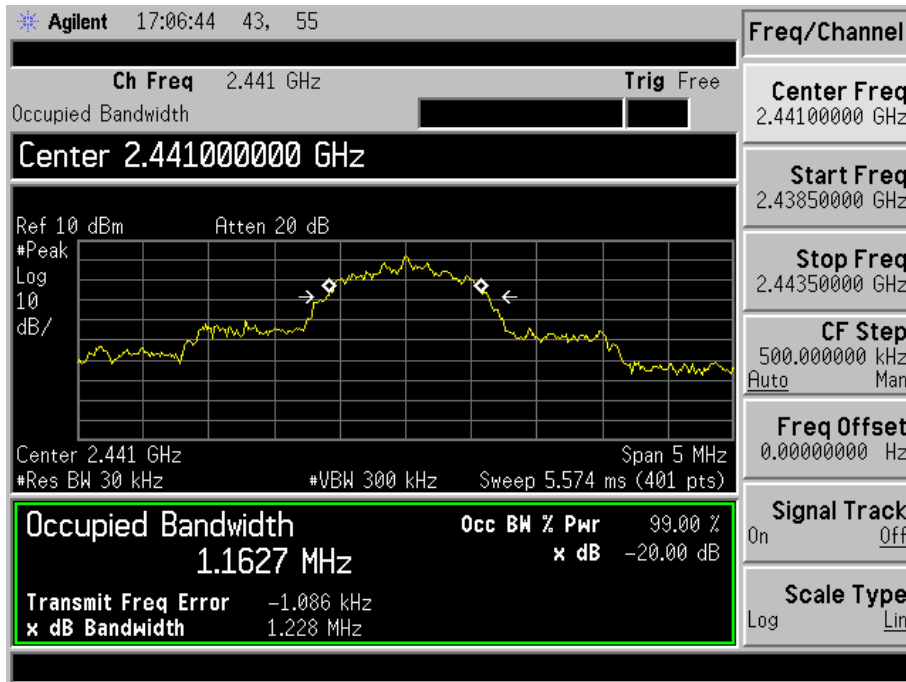 Agilent 17:06:44 43, 55
Ch Freq 2.441 GHz Trig Free
Occupied Bandwidth
Center 2.441000000 GHz
Ref 10 dBm Atten 20 dB
#Peak
Log
10
dB/
Center 2.441 GHz Span 5 MHz
#Res BW 30 kHz #VBW 300 kHz Sweep 5.574 ms (401 pts)
Occupied Bandwidth Occ BW % Pwr 99.00 %
1.1627 MHz x dB -20.00 dB
Transmit Freq Error -1.086 kHz
x dB Bandwidth 1.228 MHz
Freq/Channel
Center Freq
2.44100000 GHz
Start Freq
2.43850000 GHz
Stop Freq
2.44350000 GHz
CF Step
500.000000 kHz
Auto Man
Freq Offset
0.00000000 Hz
Signal Track
On Off
Scale Type
Log Lin